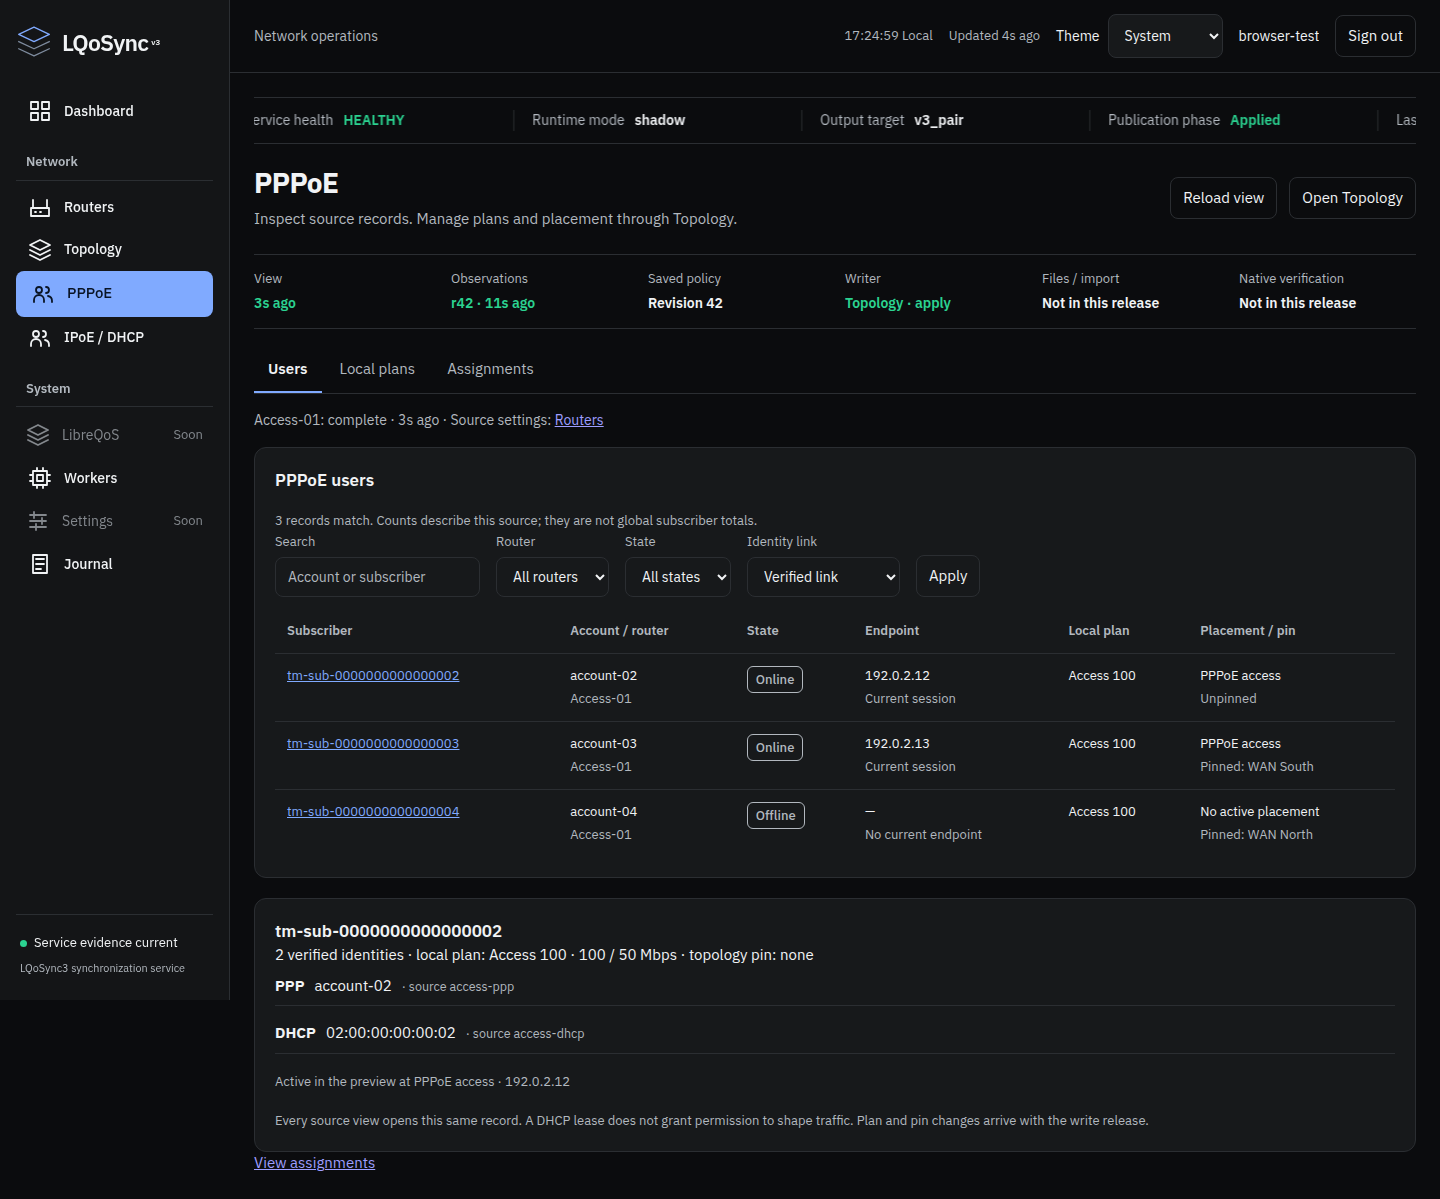 LQoSync v3
Network operations
17:24:59 Local Updated 4s ago Theme System browser-test Sign out
Dashboard
Network
Routers
Topology
PPPoE
IPoE / DHCP
System
LibreQoS Soon
Workers
Settings Soon
Journal
Service evidence current
LQoSync3 synchronization service
ervice health HEALTHY Runtime mode shadow Output target v3_pair Publication phase Applied Las
PPPoE
Inspect source records. Manage plans and placement through Topology.
Reload view Open Topology
View Observations Saved policy Writer Files / import Native verification
3s ago r42 · 11s ago Revision 42 Topology · apply Not in this release Not in this release
Users Local plans Assignments
Access-01: complete · 3s ago · Source settings: Routers
PPPoE users
3 records match. Counts describe this source; they are not global subscriber totals.
Search Router State Identity link
Account or subscriber All routers All states Verified link Apply
Subscriber Account / router State Endpoint Local plan Placement / pin
tm-sub-0000000000000002 account-02 Online 192.0.2.12 Access 100 PPPoE access
Access-01 Current session Unpinned
tm-sub-0000000000000003 account-03 Online 192.0.2.13 Access 100 PPPoE access
Access-01 Current session Pinned: WAN South
tm-sub-0000000000000004 account-04 Offline — Access 100 No active placement
Access-01 No current endpoint Pinned: WAN North
tm-sub-0000000000000002
2 verified identities · local plan: Access 100 · 100 / 50 Mbps · topology pin: none
PPP account-02 · source access-ppp
DHCP 02:00:00:00:00:02 · source access-dhcp
Active in the preview at PPPoE access · 192.0.2.12
Every source view opens this same record. A DHCP lease does not grant permission to shape traffic. Plan and pin changes arrive with the write release.
View assignments